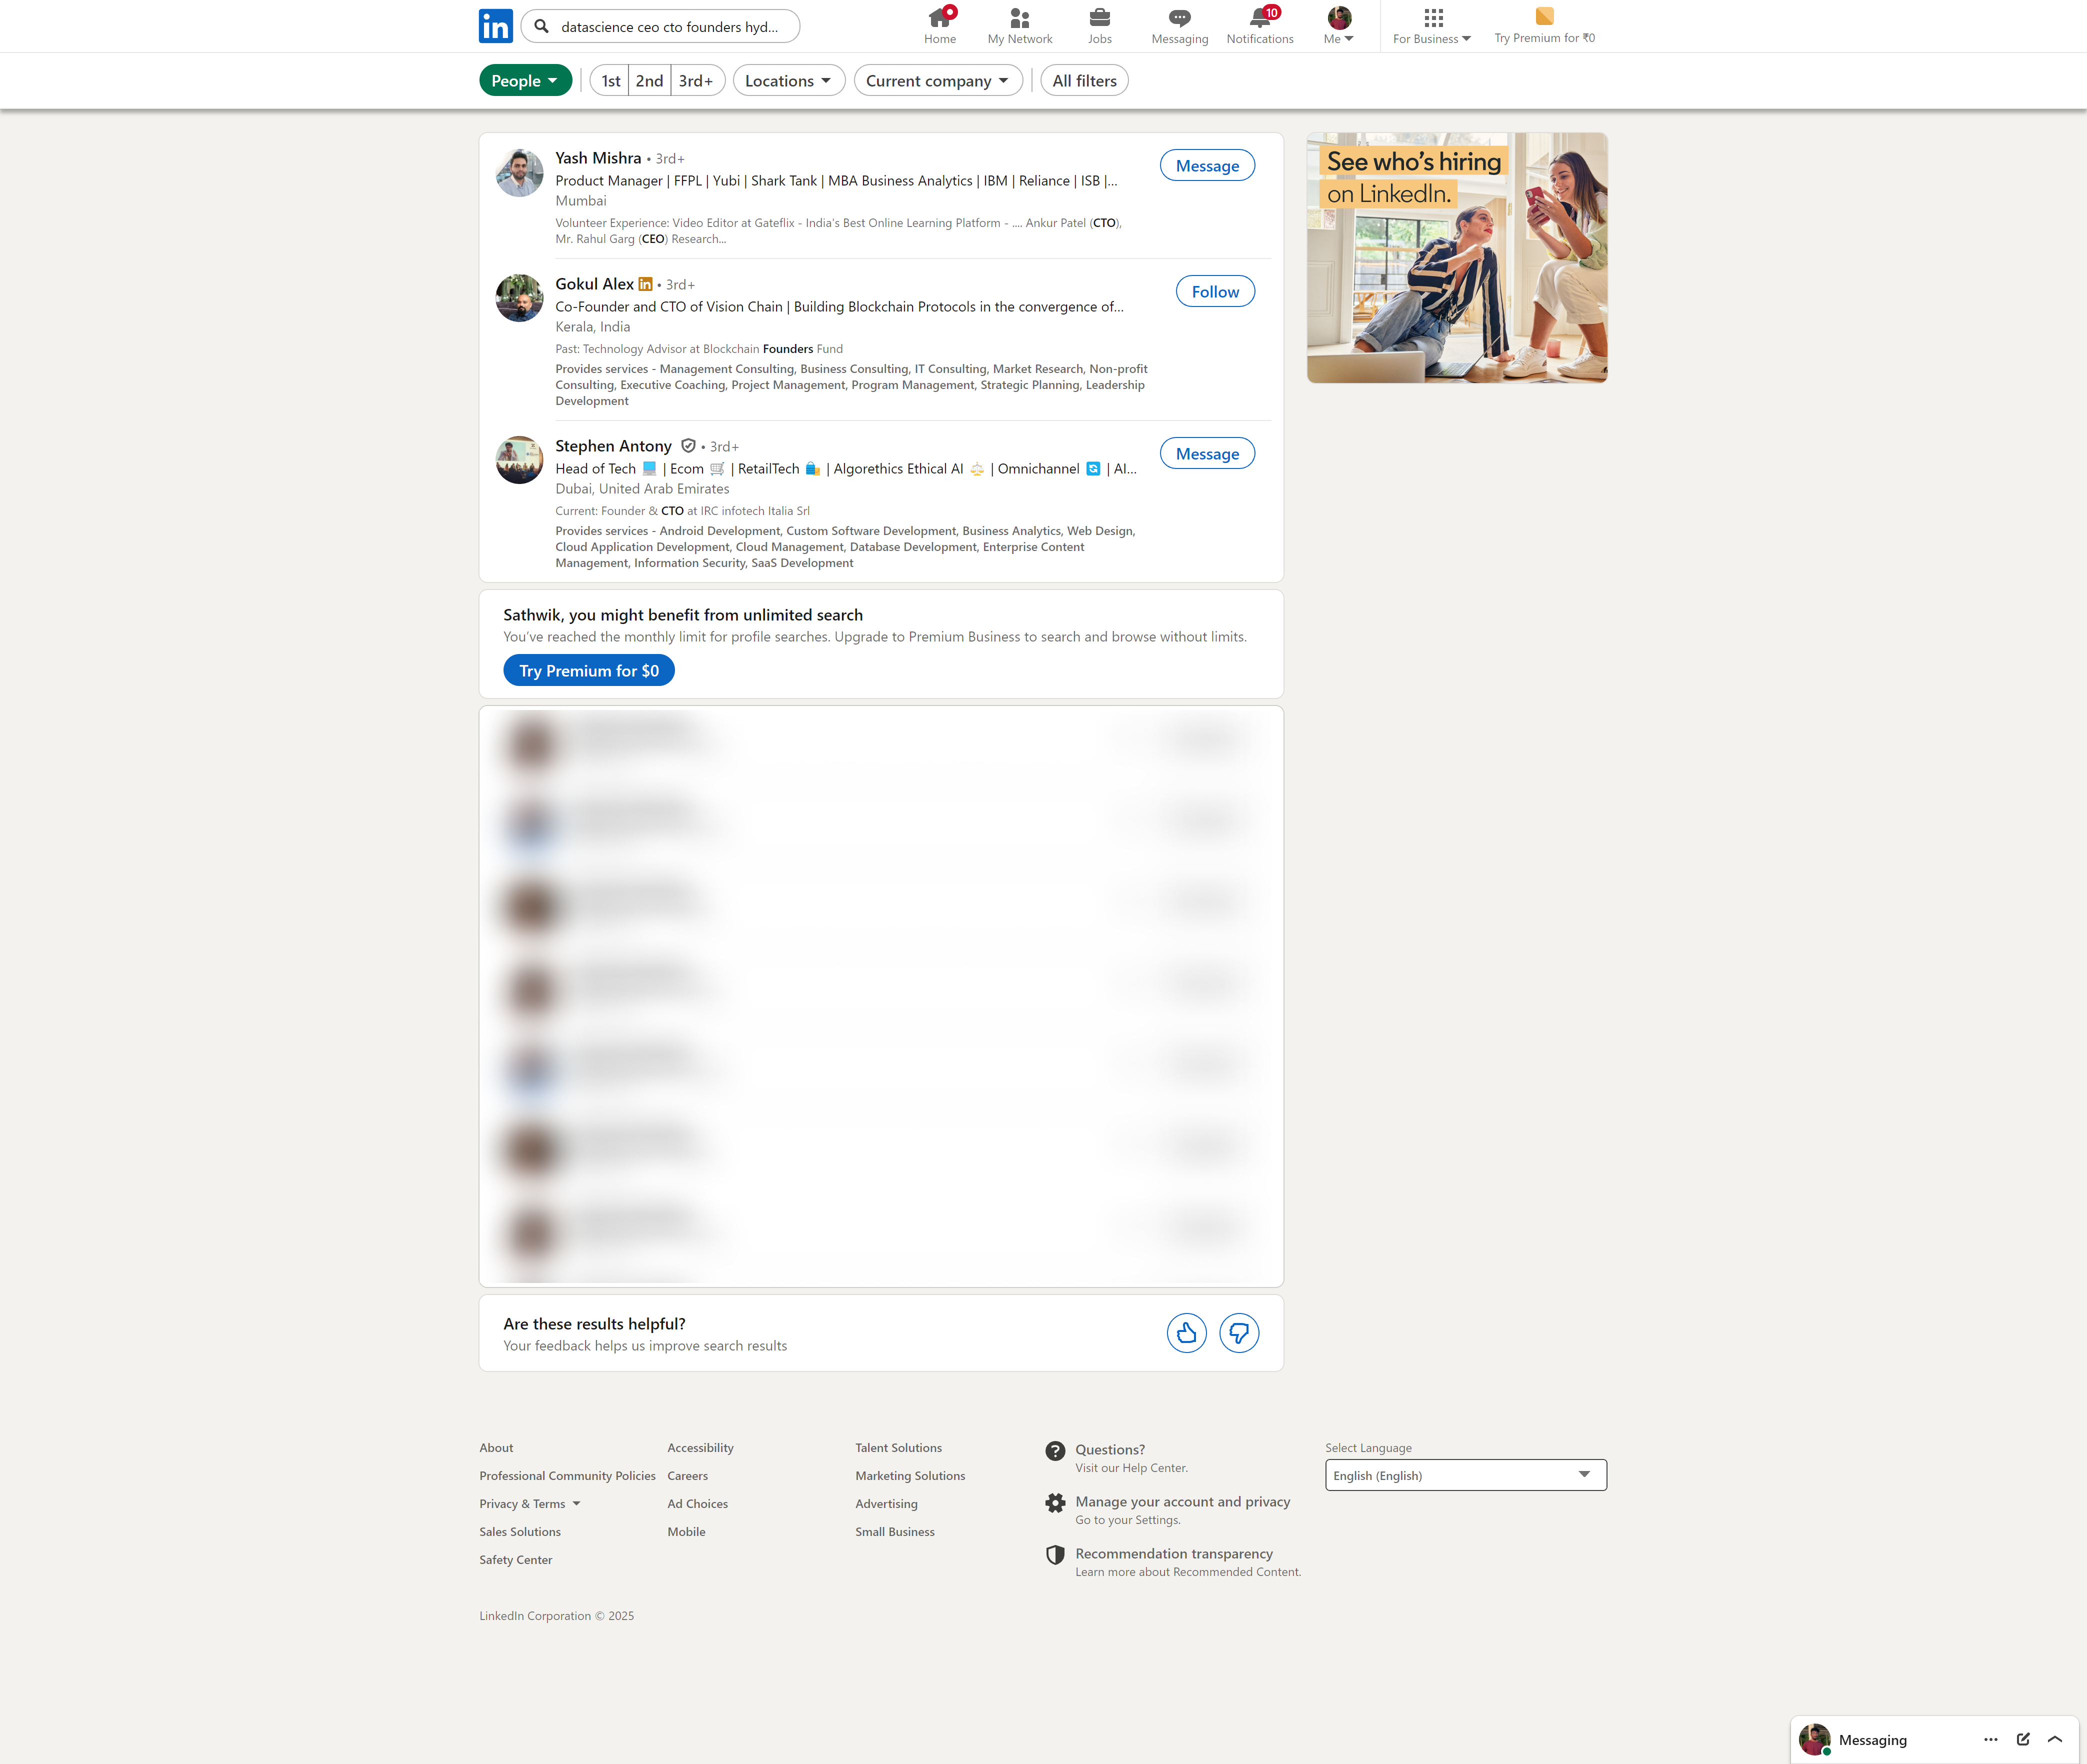 in
datascience ceo cto founders hyd...
Home
My Network
Jobs
Messaging
10
Notifications
Me
For Business
Try Premium for ₹0
People
1st
2nd
3rd+
Locations
Current company
All filters
Yash Mishra • 3rd+
Product Manager | FFPL | Yubi | Shark Tank | MBA Business Analytics | IBM | Reliance | ISB |...
Mumbai
Volunteer Experience: Video Editor at Gateflix - India's Best Online Learning Platform - .... Ankur Patel (CTO),
Mr. Rahul Garg (CEO) Research...
Message
Gokul Alex in • 3rd+
Co-Founder and CTO of Vision Chain | Building Blockchain Protocols in the convergence of...
Kerala, India
Past: Technology Advisor at Blockchain Founders Fund
Provides services - Management Consulting, Business Consulting, IT Consulting, Market Research, Non-profit
Consulting, Executive Coaching, Project Management, Program Management, Strategic Planning, Leadership
Development
Follow
Stephen Antony • 3rd+
Head of Tech 💻 | Ecom 🛒 | RetailTech 🛍️ | Algorethics Ethical AI ⚖️ | Omnichannel 🔄 | AI...
Dubai, United Arab Emirates
Current: Founder & CTO at IRC infotech Italia Srl
Provides services - Android Development, Custom Software Development, Business Analytics, Web Design,
Cloud Application Development, Cloud Management, Database Development, Enterprise Content
Management, Information Security, SaaS Development
Message
See who's hiring
on LinkedIn.
Sathwik, you might benefit from unlimited search
You've reached the monthly limit for profile searches. Upgrade to Premium Business to search and browse without limits.
Try Premium for $0
Are these results helpful?
Your feedback helps us improve search results
About
Professional Community Policies
Privacy & Terms
Sales Solutions
Safety Center
Accessibility
Careers
Ad Choices
Mobile
Talent Solutions
Marketing Solutions
Advertising
Small Business
Questions?
Visit our Help Center.
Manage your account and privacy
Go to your Settings.
Recommendation transparency
Learn more about Recommended Content.
Select Language
English (English)
LinkedIn Corporation © 2025
Messaging